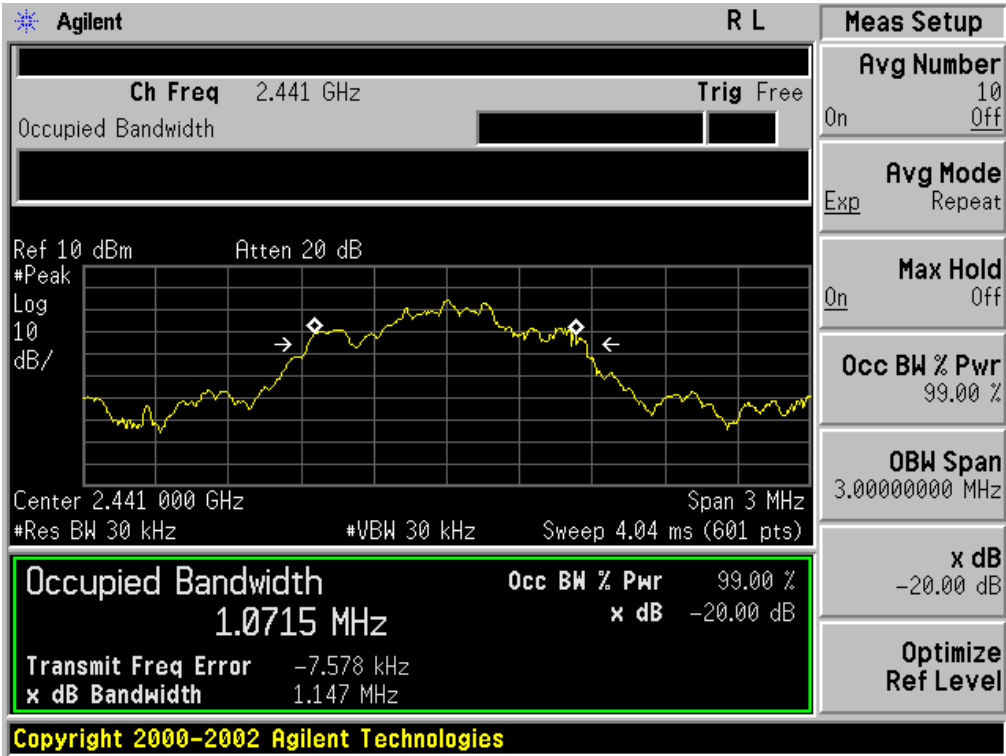 Agilent R L Meas Setup
Ch Freq 2.441 GHz Trig Free
Occupied Bandwidth
Avg Number
10
On Off
Avg Mode
Exp Repeat
Max Hold
On Off
Occ BW % Pwr
99.00 %
OBW Span
3.00000000 MHz
x dB
-20.00 dB
Optimize
Ref Level
Ref 10 dBm Atten 20 dB
#Peak
Log
10
dB/
Center 2.441 000 GHz Span 3 MHz
#Res BW 30 kHz #VBW 30 kHz Sweep 4.04 ms (601 pts)
Occupied Bandwidth Occ BW % Pwr 99.00 %
1.0715 MHz x dB -20.00 dB
Transmit Freq Error -7.578 kHz
x dB Bandwidth 1.147 MHz
Copyright 2000-2002 Agilent Technologies